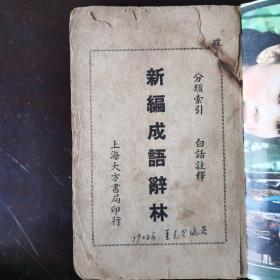 分類索引　白話註釋
新編成語辭林
上海大方書局印行